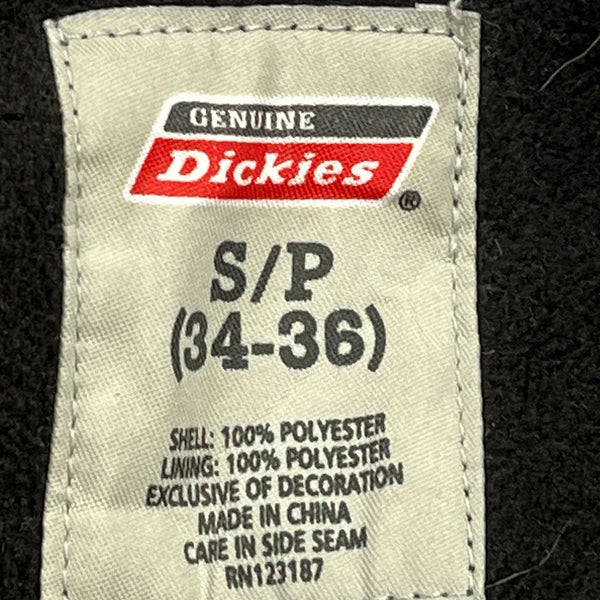 GENUINE
Dickies
®
S/P
(34-36)
SHELL: 100% POLYESTER
LINING: 100% POLYESTER
EXCLUSIVE OF DECORATION
MADE IN CHINA
CARE IN SIDE SEAM
RN123187